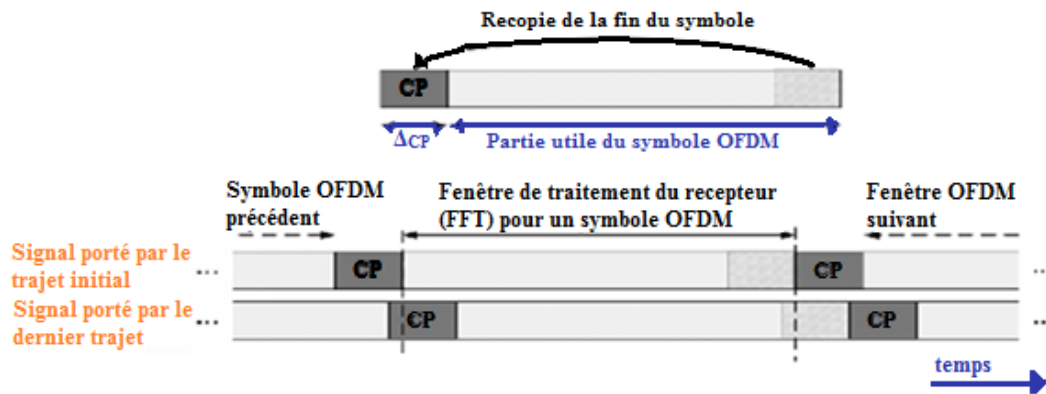 Recopie de la fin du symbole
CP
ΔCP
Partie utile du symbole OFDM
Symbole OFDM
précédent
Fenêtre de traitement du recepteur
(FFT) pour un symbole OFDM
Fenêtre OFDM
suivant
Signal porté par le
trajet initial
...
CP
CP
...
Signal porté par le
dernier trajet
...
CP
CP
...
temps